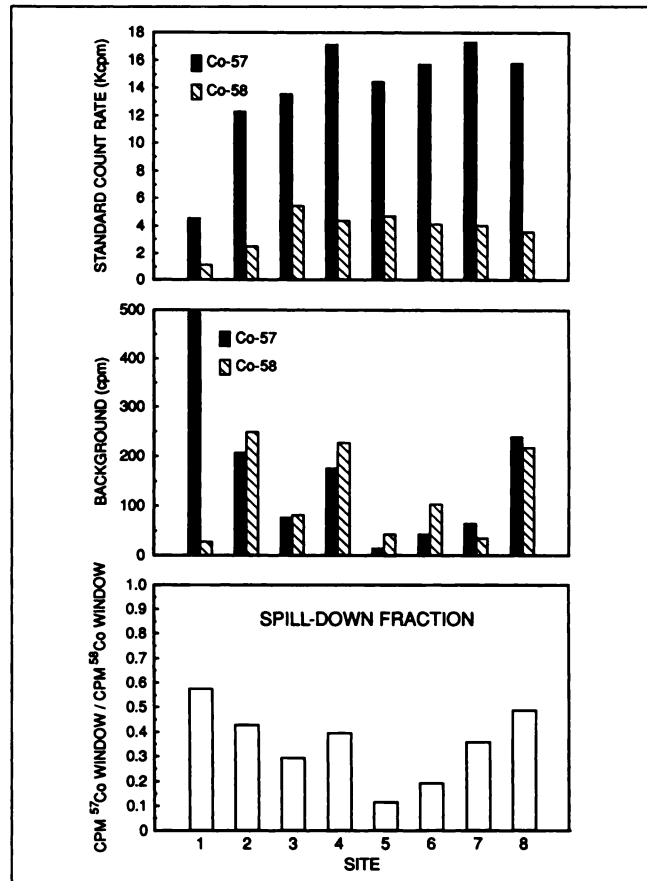 STANDARD COUNT RATE (Kcpm)
18
16
14
12
10
8
6
4
2
0
Co-57
Co-58
BACKGROUND (cpm)
500
400
300
200
100
0
Co-57
Co-58
CPM ⁵⁷Co WINDOW / CPM ⁵⁸Co WINDOW
1.0
0.9
0.8
0.7
0.6
0.5
0.4
0.3
0.2
0.1
0
SPILL-DOWN FRACTION
1 2 3 4 5 6 7 8
SITE